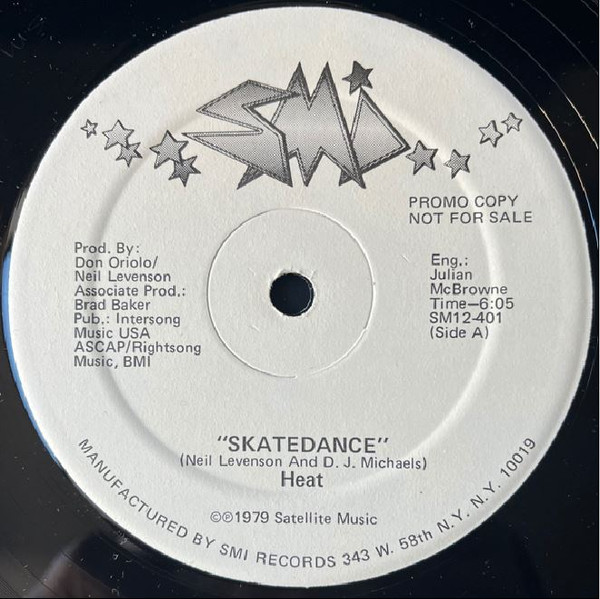 SMI
PROMO COPY
NOT FOR SALE
Prod. By:
Don Oriolo/
Neil Levenson
Associate Prod.:
Brad Baker
Pub.: Intersong
Music USA
ASCAP/Rightsong
Music, BMI
Eng.:
Julian
McBrowne
Time—6:05
SM12-401
(Side A)
"SKATEDANCE"
(Neil Levenson And D. J. Michaels)
Heat
©℗1979 Satellite Music
MANUFACTURED BY SMI RECORDS 343 W. 58th N.Y. N.Y. 10019